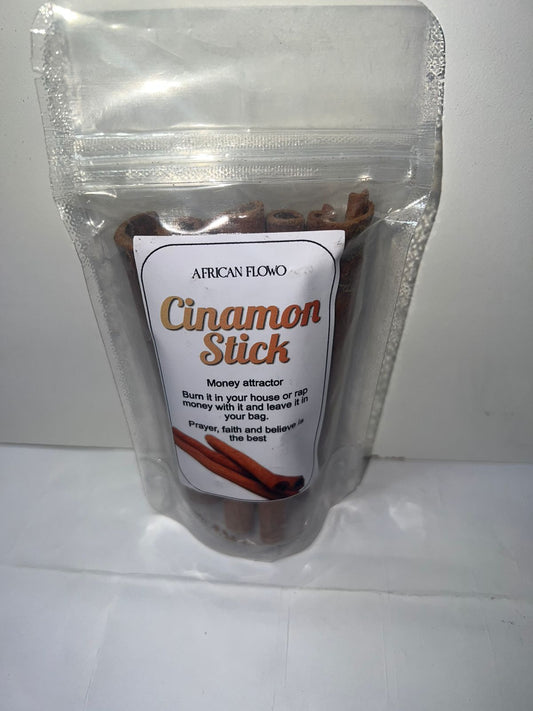 AFRICAN FLOWO
Cinamon
Stick
Money attractor
Burn it in your house or rap
money with it and leave it in
your bag.
Prayer, faith and believe is
the best